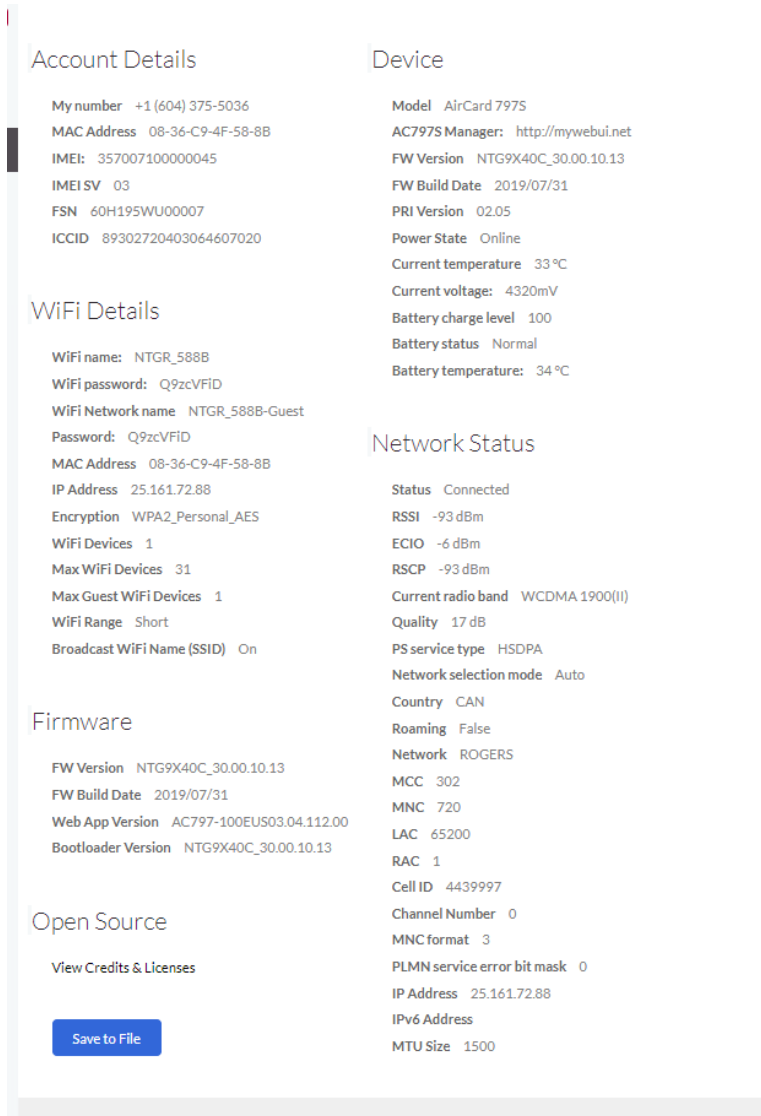 Account Details
My number +1 (604) 375-5036
MAC Address 08-36-C9-4F-58-8B
IMEI: 357007100000045
IMEI SV 03
FSN 60H195WU00007
ICCID 89302720403064607020
WiFi Details
WiFi name: NTGR_588B
WiFi password: Q9zcVFiD
WiFi Network name NTGR_588B-Guest
Password: Q9zcVFiD
MAC Address 08-36-C9-4F-58-8B
IP Address 25.161.72.88
Encryption WPA2_Personal_AES
WiFi Devices 1
Max WiFi Devices 31
Max Guest WiFi Devices 1
WiFi Range Short
Broadcast WiFi Name (SSID) On
Firmware
FW Version NTG9X40C_30.00.10.13
FW Build Date 2019/07/31
Web App Version AC797-100EUS03.04.112.00
Bootloader Version NTG9X40C_30.00.10.13
Open Source
View Credits & Licenses
Save to File
Device
Model AirCard 797S
AC797S Manager: http://mywebui.net
FW Version NTG9X40C_30.00.10.13
FW Build Date 2019/07/31
PRI Version 02.05
Power State Online
Current temperature 33 °C
Current voltage: 4320mV
Battery charge level 100
Battery status Normal
Battery temperature: 34 °C
Network Status
Status Connected
RSSI -93 dBm
ECIO -6 dBm
RSCP -93 dBm
Current radio band WCDMA 1900(II)
Quality 17 dB
PS service type HSDPA
Network selection mode Auto
Country CAN
Roaming False
Network ROGERS
MCC 302
MNC 720
LAC 65200
RAC 1
Cell ID 4439997
Channel Number 0
MNC format 3
PLMN service error bit mask 0
IP Address 25.161.72.88
IPv6 Address
MTU Size 1500